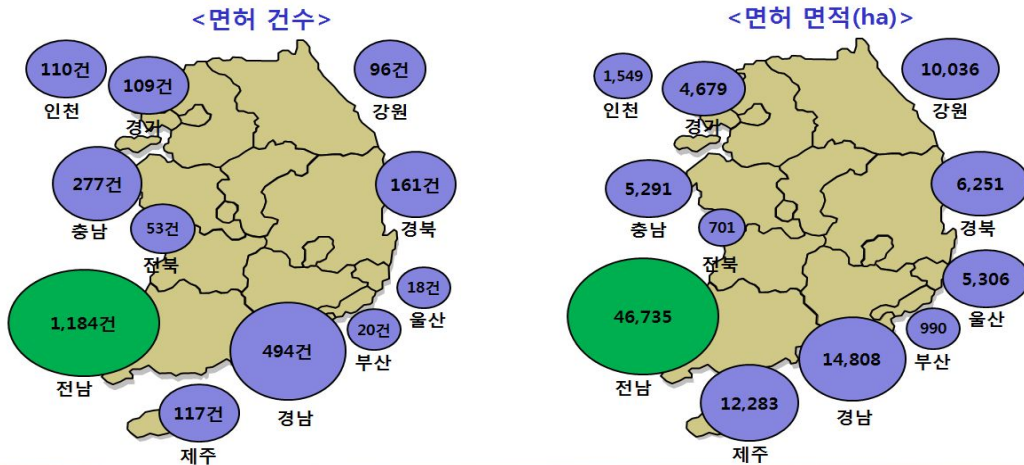 <면허 건수>
110건
인천
109건
경기
96건
강원
277건
충남
161건
경북
53건
전북
18건
울산
1,184건
전남
20건
부산
494건
경남
117건
제주
<면허 면적(ha)>
1,549
인천
4,679
경기
10,036
강원
5,291
충남
6,251
경북
701
전북
5,306
울산
46,735
전남
990
부산
14,808
경남
12,283
제주